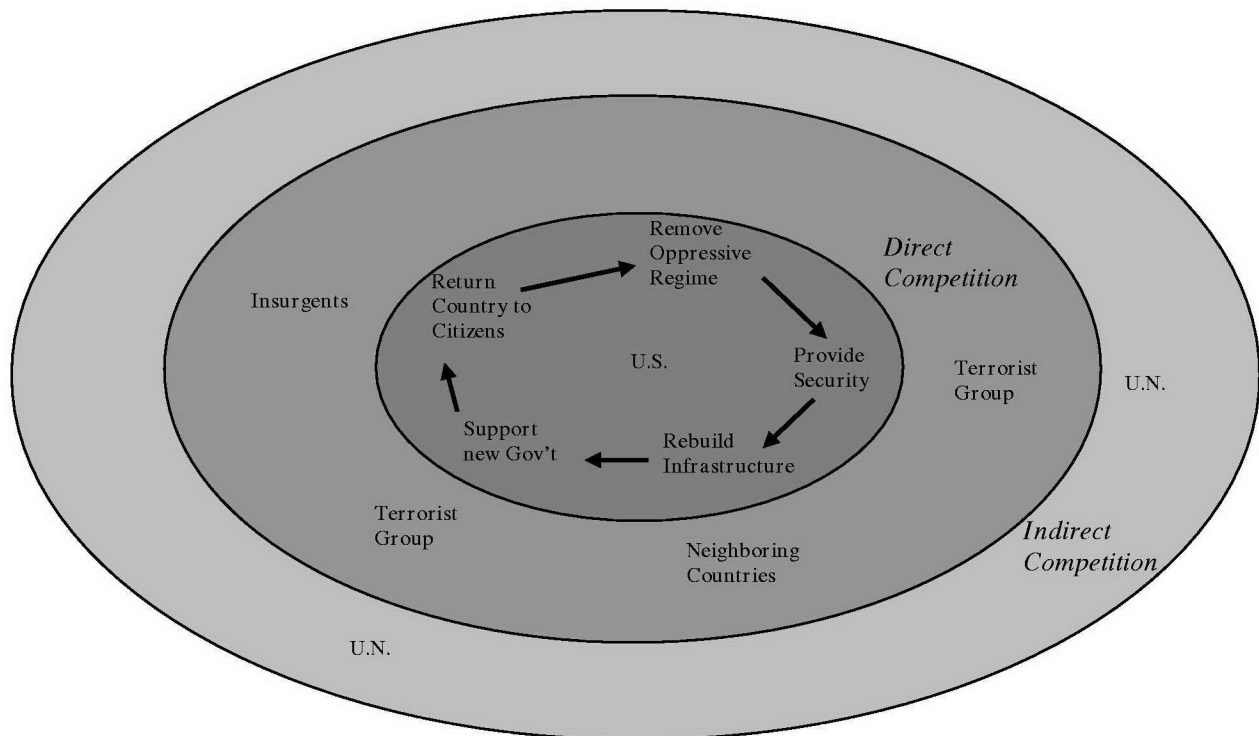 Remove
Oppressive
Regime
Direct
Competition
Return
Country to
Citizens
Insurgents
U.S.
Provide
Security
Terrorist
Group
U.N.
Support
new Gov't
Rebuild
Infrastructure
Terrorist
Group
Neighboring
Countries
Indirect
Competition
U.N.